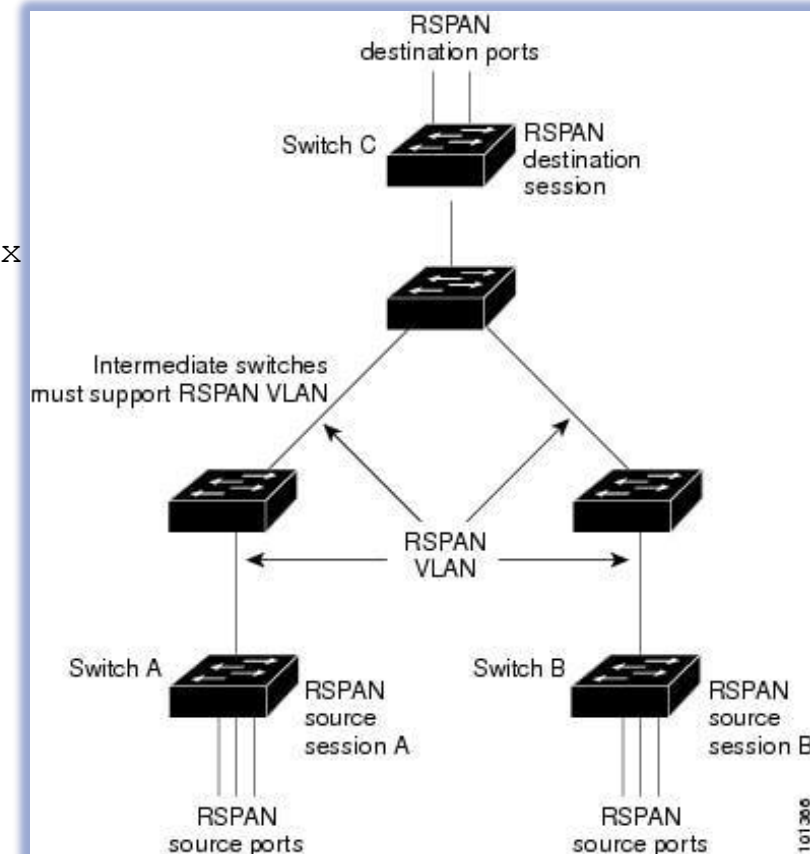 RSPAN
destination ports
Switch C
RSPAN
destination
session
x
Intermediate switches
must support RSPAN VLAN
RSPAN
VLAN
Switch A
RSPAN
source
session A
Switch B
RSPAN
source
session B
RSPAN
source ports
RSPAN
source ports
101366